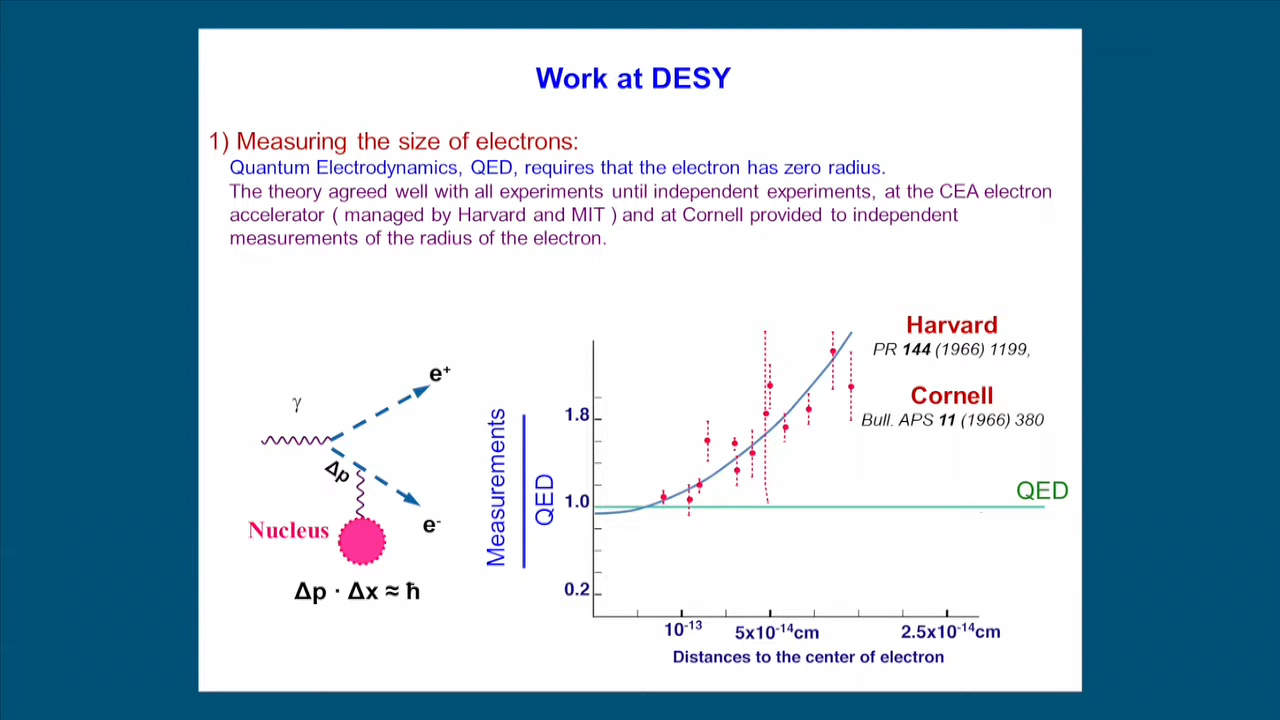 Work at DESY
1) Measuring the size of electrons:
Quantum Electrodynamics, QED, requires that the electron has zero radius.
The theory agreed well with all experiments until independent experiments, at the CEA electron
accelerator ( managed by Harvard and MIT ) and at Cornell provided to independent
measurements of the radius of the electron.
γ
e⁺
Δp
e⁻
Nucleus
Δp · Δx ≈ ħ
Measurements
QED
1.8
1.0
0.2
10⁻¹³
5x10⁻¹⁴cm
2.5x10⁻¹⁴cm
Distances to the center of electron
Harvard
PR 144 (1966) 1199,
Cornell
Bull. APS 11 (1966) 380
QED